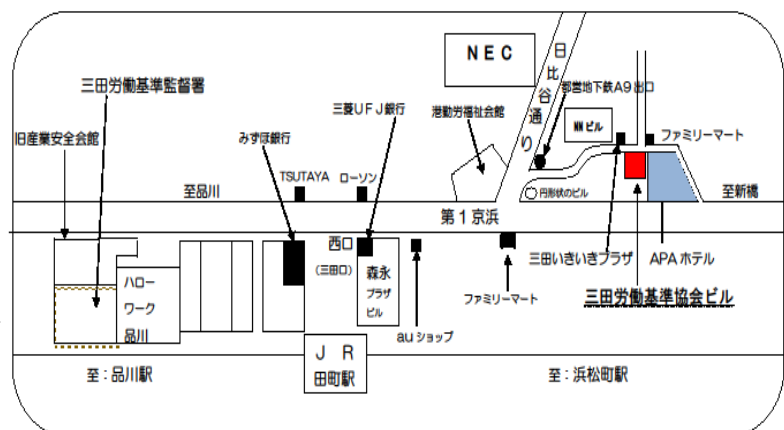 NEC
日比谷通り
三田労働基準監督署
都営地下鉄A9出口
旧産業安全会館
三菱UFJ銀行
港勤労福祉会館
NNビル
みずほ銀行
ファミリーマート
TSUTAYA
ローソン
至品川
円形状のビル
至新橋
第1京浜
西口
(三田口)
三田いきいきプラザ
APAホテル
森永
プラザ
ビル
ハロー
ワーク
品川
ファミリーマート
三田労働基準協会ビル
auショップ
JR
田町駅
至:品川駅
至:浜松町駅